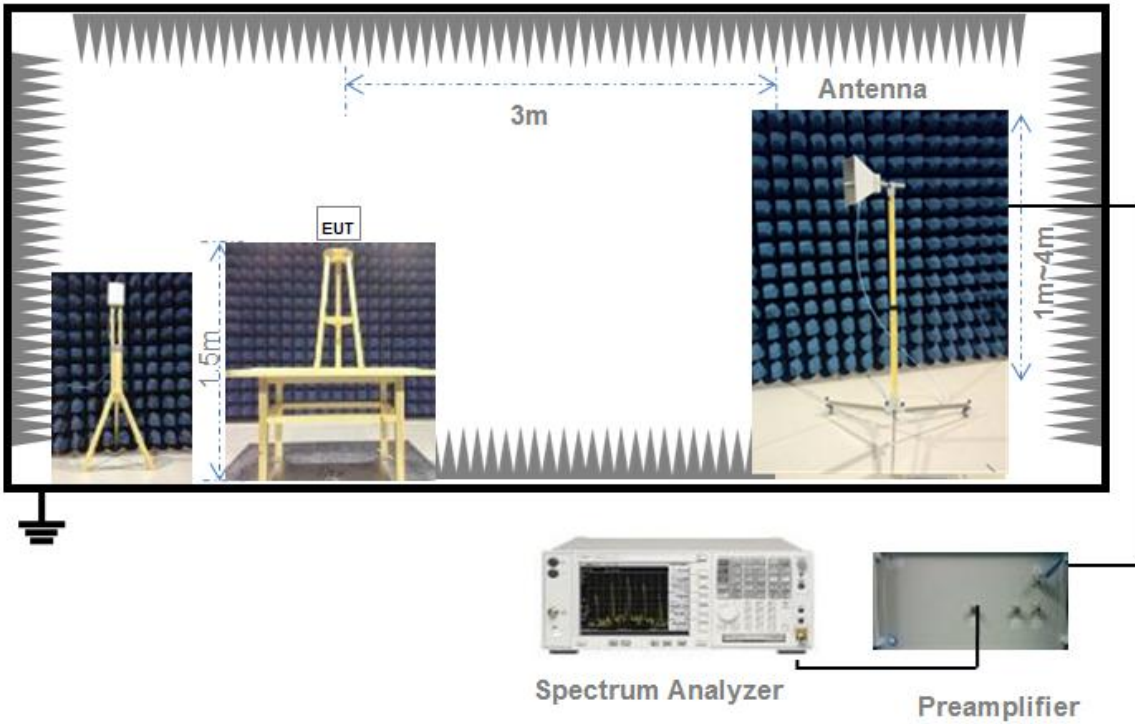 Antenna
3m
EUT
1.5m
1m~4m
Spectrum Analyzer
Preamplifier